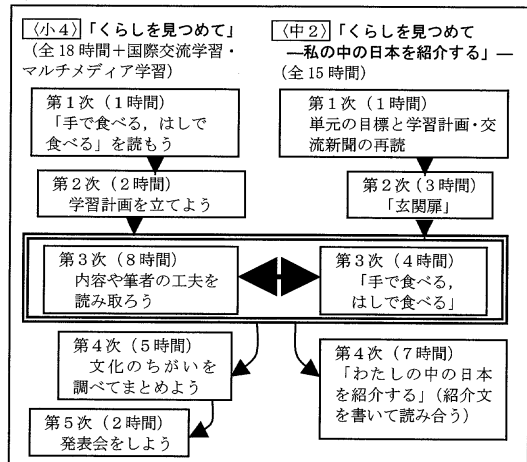 〈小4〉「くらしを見つめて」
(全18時間+国際交流学習・
マルチメディア学習)
第1次(1時間)
「手で食べる,はしで
食べる」を読もう
第2次(2時間)
学習計画を立てよう
〈中2〉「くらしを見つめて
―私の中の日本を紹介する」―
(全15時間)
第1次(1時間)
単元の目標と学習計画・交
流新聞の再読
第2次(3時間)
「玄関扉」
第3次(8時間)
内容や筆者の工夫を
読み取ろう
第3次(4時間)
「手で食べる,
はしで食べる」
第4次(5時間)
文化のちがいを
調べてまとめよう
第5次(2時間)
発表会をしよう
第4次(7時間)
「わたしの中の日本
を紹介する」(紹介文
を書いて読み合う)